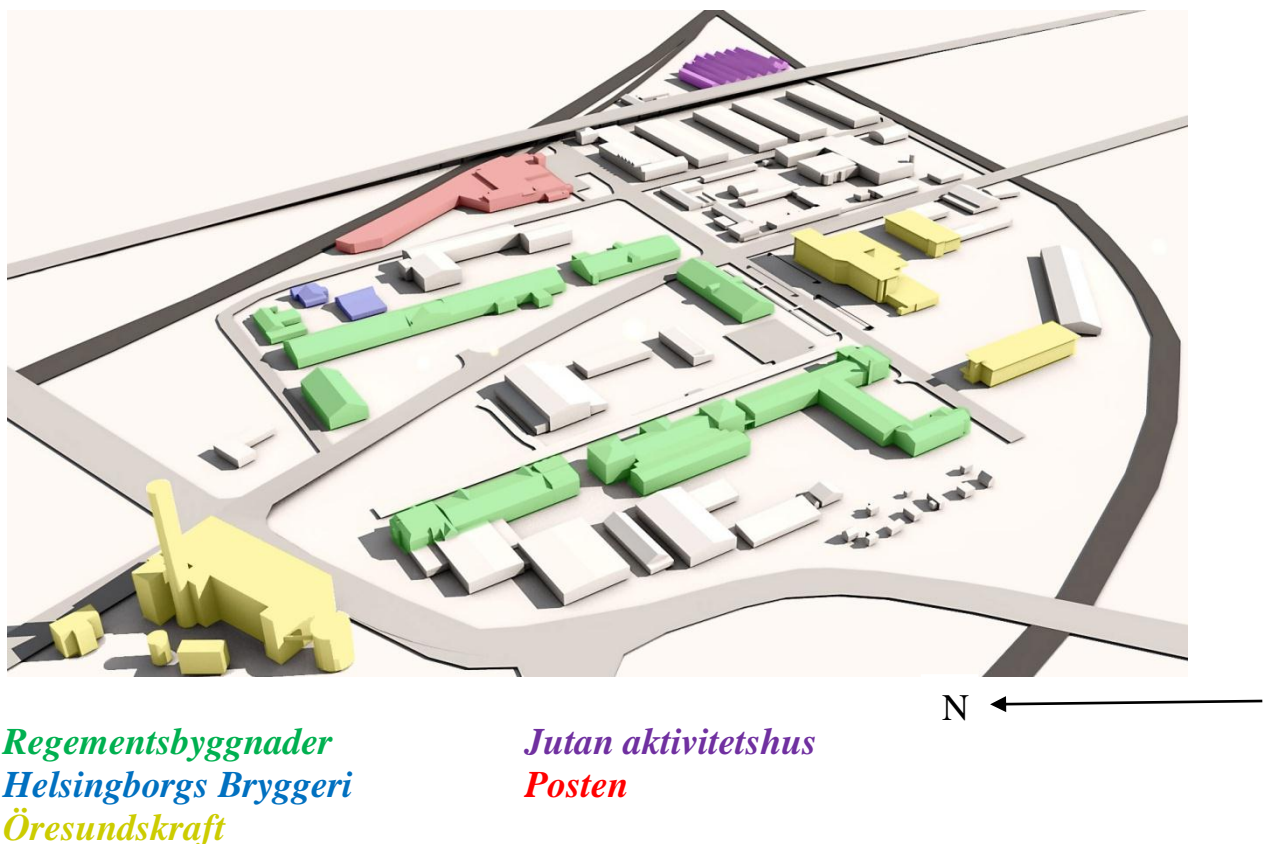 N
Regementsbyggnader
Helsingborgs Bryggeri
Öresundskraft
Jutan aktivitetshus
Posten